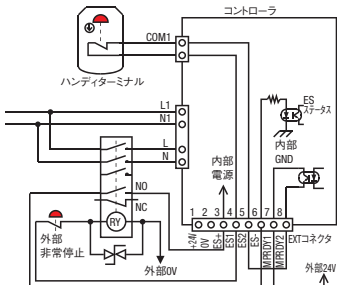 コントローラ
COM1
ハンディターミナル
ES
ステータス
L1
N1
内部
GND
L
N
内部
電源
NO
NC
1 2 3 4 5 6 7 8
+24V
0V
ES+
ES1
ES2
ES-
MPRDY1
MPRDY2
EXTコネクタ
RY
外部
非常停止
外部0V
外部24V